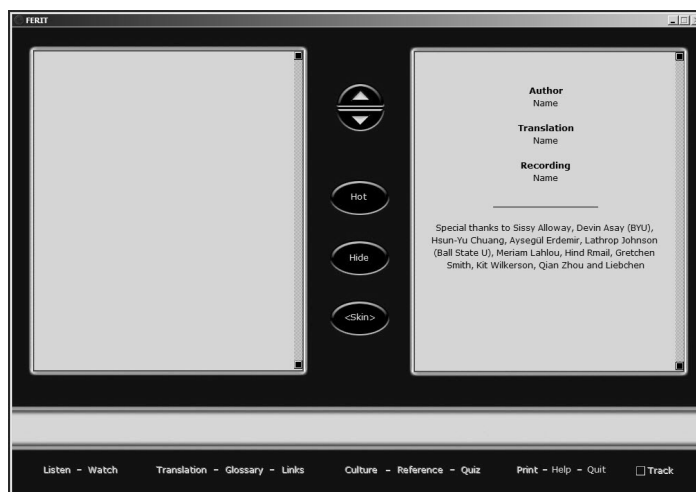 FERIT
Author
Name
Translation
Name
Recording
Name
Special thanks to Sissy Alloway, Devin Asay (BYU),
Hsun-Yu Chuang, Aysegül Erdemir, Lathrop Johnson
(Ball State U), Meriam Lahlou, Hind Rmail, Gretchen
Smith, Kit Wilkerson, Qian Zhou and Liebchen
Hot
Hide
<Skin>
Listen – Watch Translation – Glossary – Links Culture – Reference – Quiz Print – Help – Quit Track